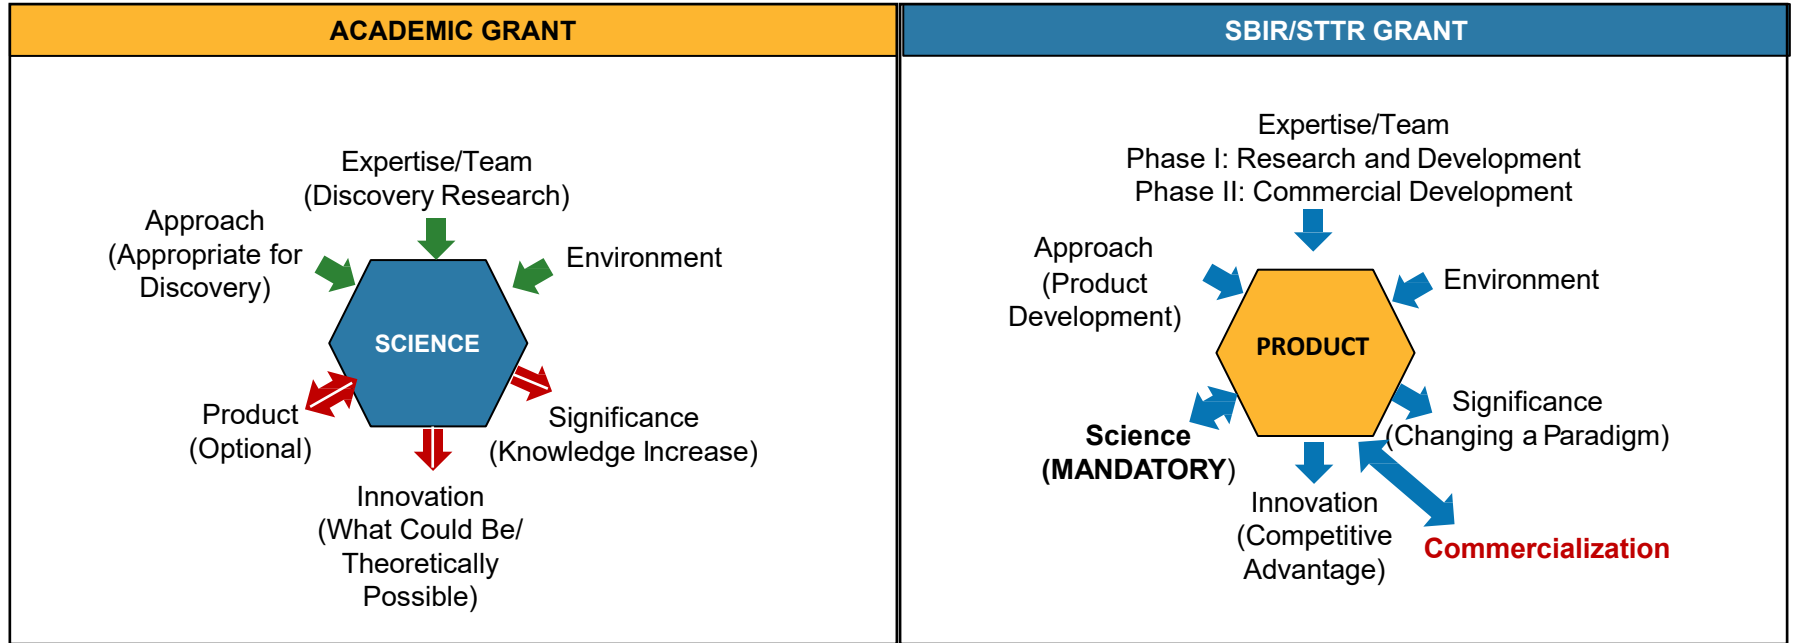 ACADEMIC GRANT
Expertise/Team
(Discovery Research)
Approach
(Appropriate for
Discovery)
Environment
SCIENCE
Product
(Optional)
Significance
(Knowledge Increase)
Innovation
(What Could Be/
Theoretically
Possible)
SBIR/STTR GRANT
Expertise/Team
Phase I: Research and Development
Phase II: Commercial Development
Approach
(Product
Development)
Environment
PRODUCT
Science
(MANDATORY)
Significance
(Changing a Paradigm)
Innovation
(Competitive
Advantage)
Commercialization